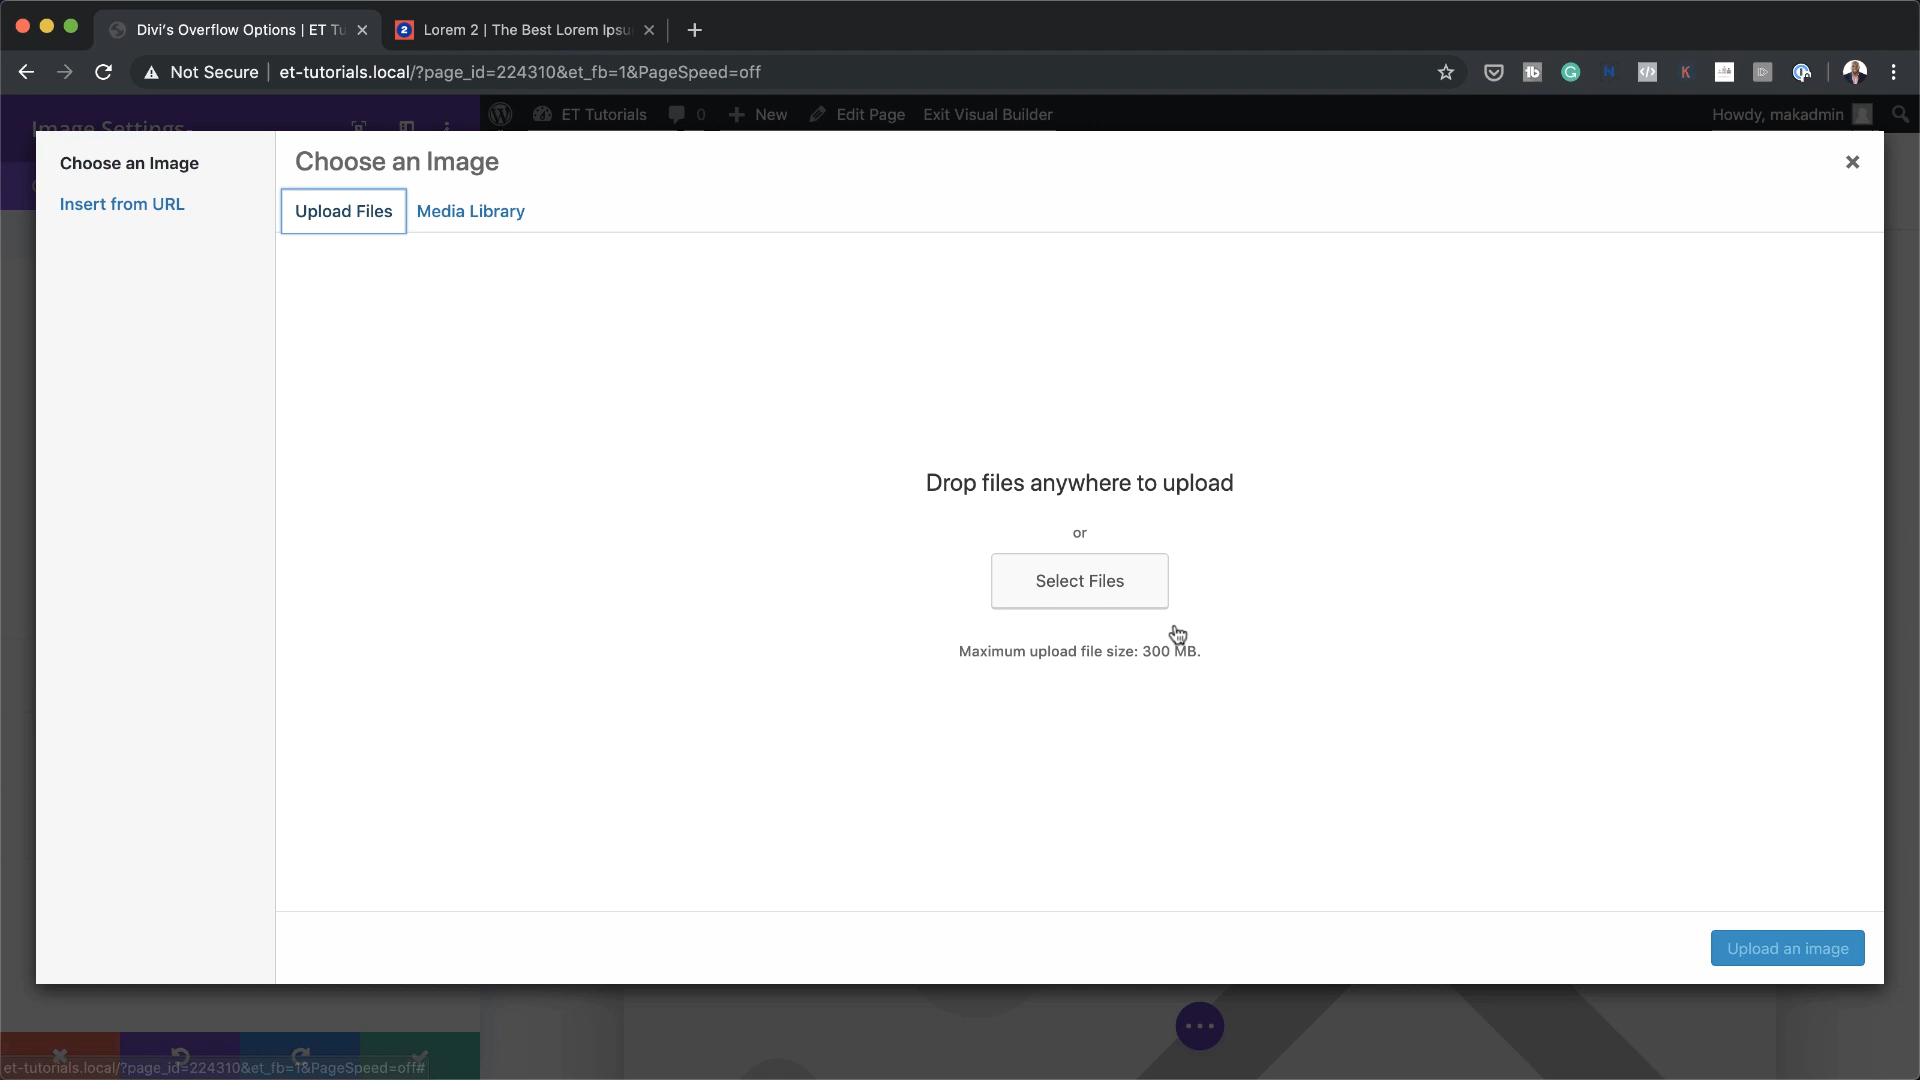 Divi's Overflow Options | ET Tu
Lorem 2 | The Best Lorem Ipsu
Not Secure | et-tutorials.local/?page_id=224310&et_fb=1&PageSpeed=off
ET Tutorials 0 New Edit Page Exit Visual Builder Howdy, makadmin
Image Settings
Choose an Image
Insert from URL
Choose an Image
Upload Files Media Library
Drop files anywhere to upload
or
Select Files
Maximum upload file size: 300 MB.
Upload an image
et-tutorials.local/?page_id=224310&et_fb=1&PageSpeed=off#